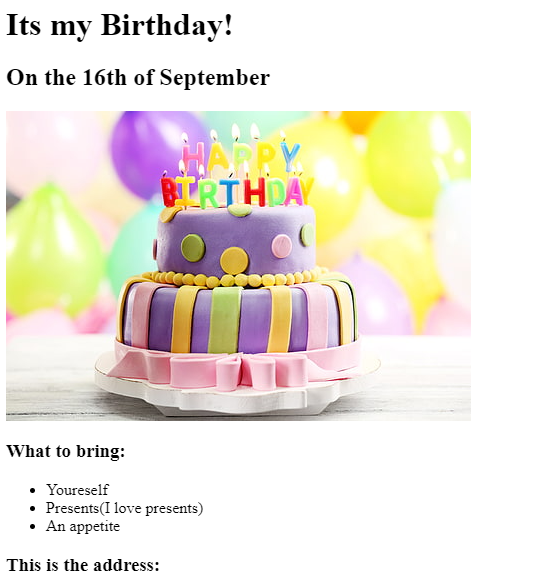 Its my Birthday!
On the 16th of September
HAPPY
BIRTHDAY
What to bring:
Youreself
Presents(I love presents)
An appetite
This is the address: